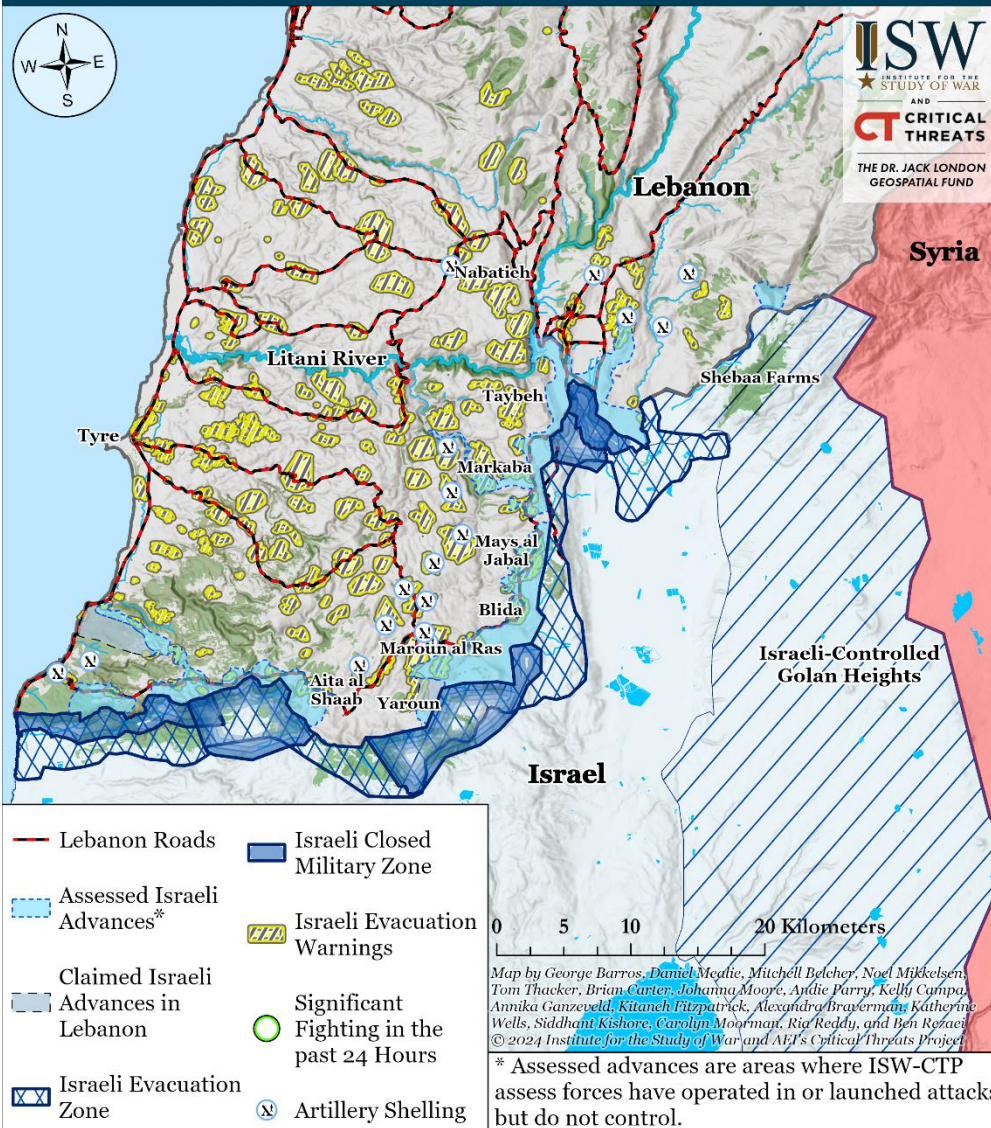 N
W E
S
ISW
INSTITUTE FOR THE
STUDY OF WAR
AND
CT CRITICAL
THREATS
THE DR. JACK LONDON
GEOSPATIAL FUND
Lebanon
Syria
Nabatieh
Litani River
Shebaa Farms
Taybeh
Tyre
Markaba
Mays al
Jabal
Blida
Maroun al Ras
Israeli-Controlled
Golan Heights
Aita al
Shaab
Yaroun
Israel
Lebanon Roads
Assessed Israeli
Advances*
Claimed Israeli
Advances in
Lebanon
Israeli Evacuation
Zone
Israeli Closed
Military Zone
Israeli Evacuation
Warnings
Significant
Fighting in the
past 24 Hours
Artillery Shelling
0 5 10 20 Kilometers
Map by George Barros, Daniel Mealie, Mitchell Belcher, Noel Mikkelsen,
Tom Thacker, Brian Carter, Johanna Moore, Andie Parry, Kelly Campa,
Annika Ganzeveld, Kitaneh Fitzpatrick, Alexandra Braverman, Katherine
Wells, Siddhant Kishore, Carolyn Moorman, Ria Reddy, and Ben Rezaei
© 2024 Institute for the Study of War and AEI's Critical Threats Project
* Assessed advances are areas where ISW-CTP
assess forces have operated in or launched attacks
but do not control.